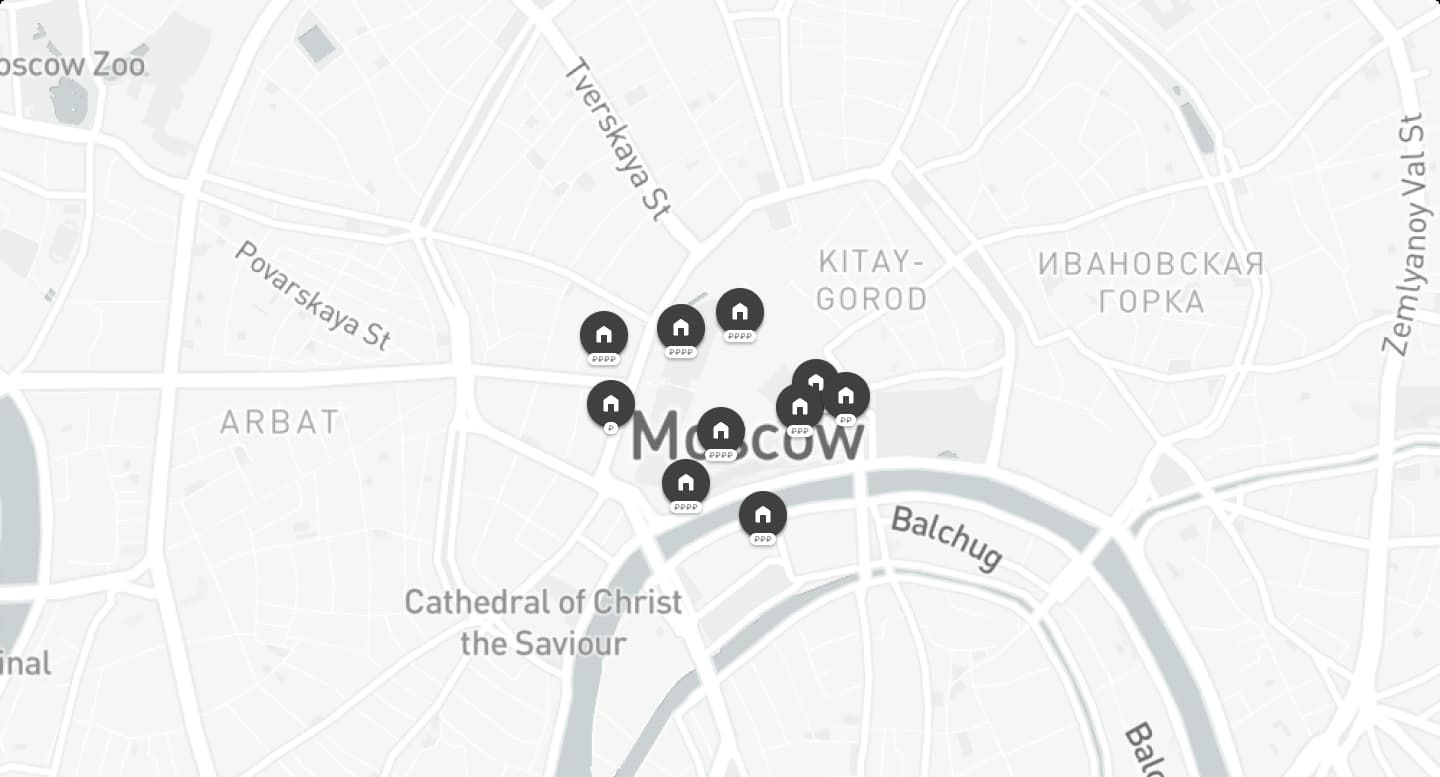 oscow Zoo
Tverskaya St
Zemlyanoy Val St
Povarskaya St
KITAY-
GOROD
ИВАНОВСКАЯ
ГОРКА
₽₽₽₽
₽₽₽₽
₽₽₽₽
ARBAT
₽
Moscow
₽₽₽₽
₽₽₽
₽₽
₽₽₽₽
₽₽₽
Balchug
Cathedral of Christ
the Saviour
inal
Balc